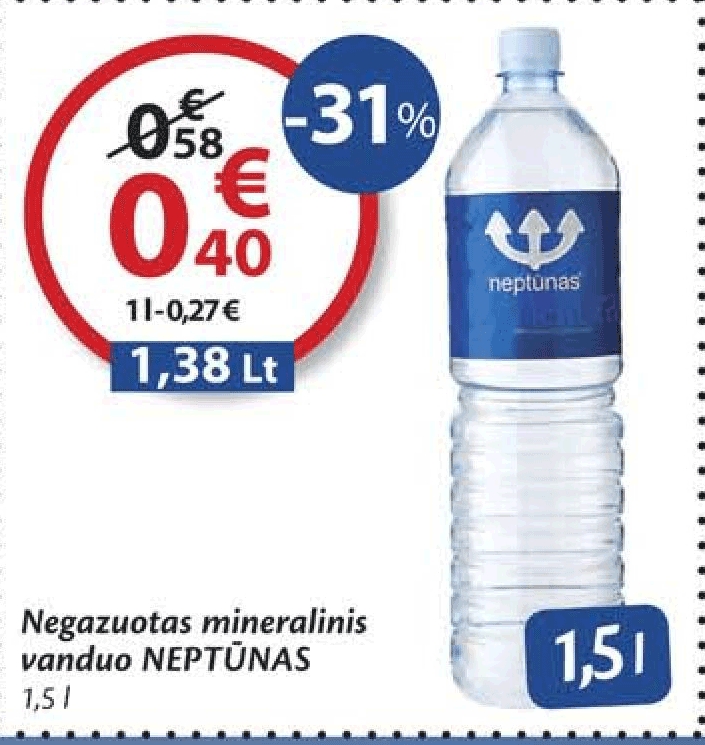 0 € 58
-31%
0 € 40
1 l-0,27 €
1,38 Lt
neptūnas
Negazuotas mineralinis
vanduo NEPTŪNAS
1,5 l
1,5 l